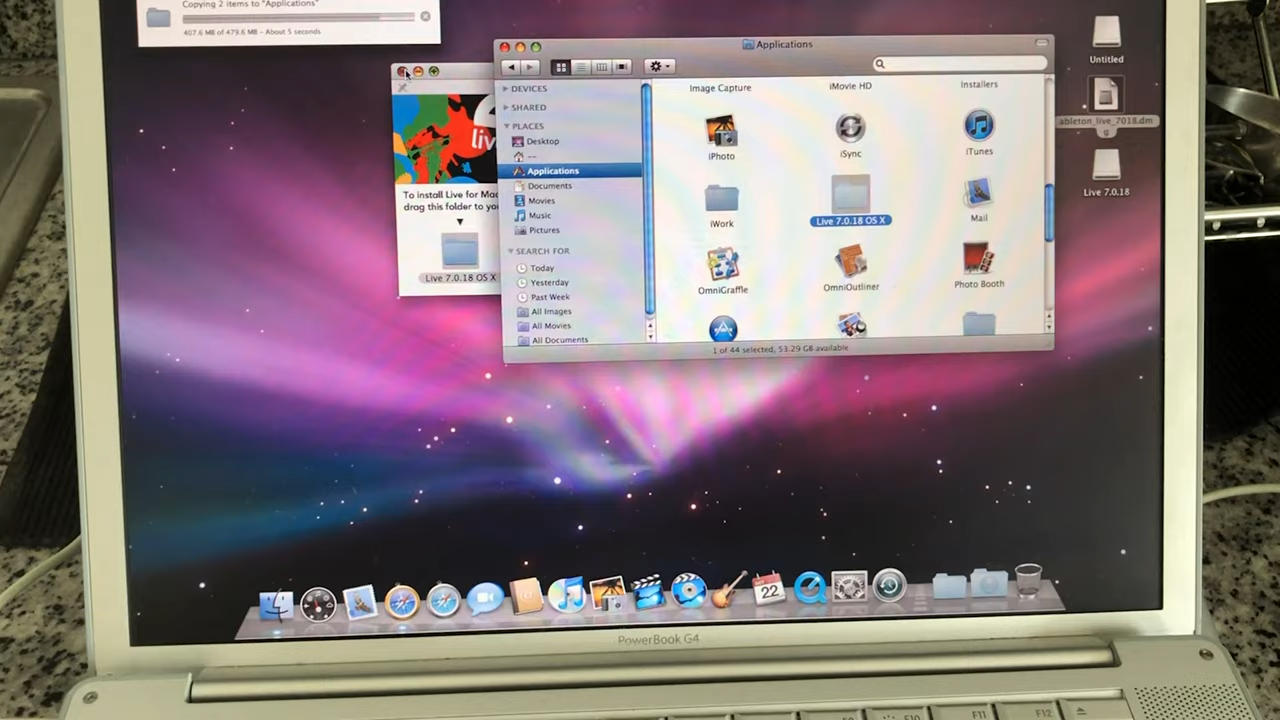 Copying 2 items to "Applications"
407.6 MB of 479.6 MB - About 5 seconds
Applications
DEVICES
SHARED
PLACES
Desktop
--
Applications
Documents
Movies
Music
Pictures
SEARCH FOR
Today
Yesterday
Past Week
All Images
All Movies
All Documents
Image Capture
iMovie HD
Installers
iPhoto
iSync
iTunes
iWork
Live 7.0.18 OS X
Mail
OmniGraffle
OmniOutliner
Photo Booth
1 of 44 selected, 53.29 GB available
liv
To install Live for Mac
drag this folder to you
Live 7.0.18 OS X
Untitled
ableton_live_7018.dm
g
Live 7.0.18
22
PowerBook G4
F10
F11
F12